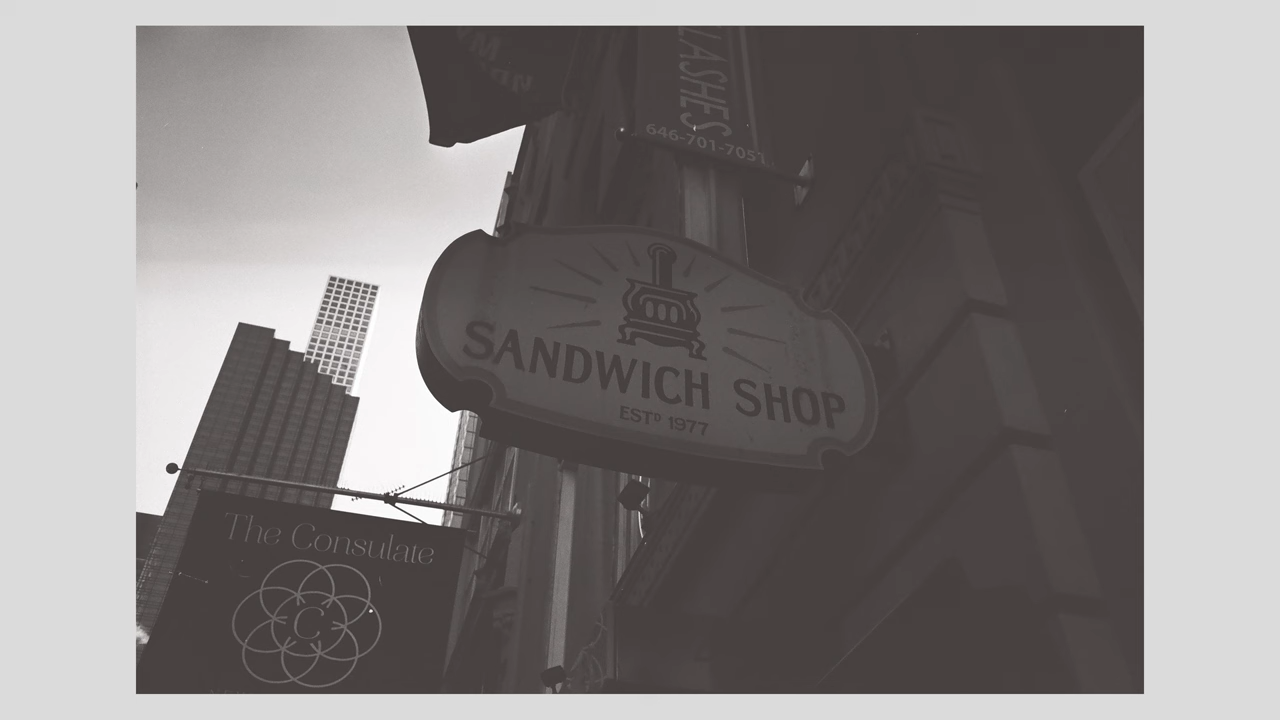 LASHES
646-701-7051
SANDWICH SHOP
ESTD 1977
The Consulate
C